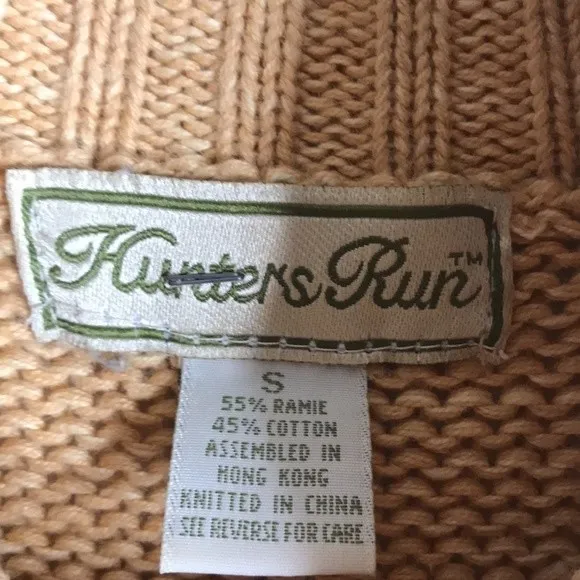 Hunters Run™
S
55% RAMIE
45% COTTON
ASSEMBLED IN
HONG KONG
KNITTED IN CHINA
SEE REVERSE FOR CARE